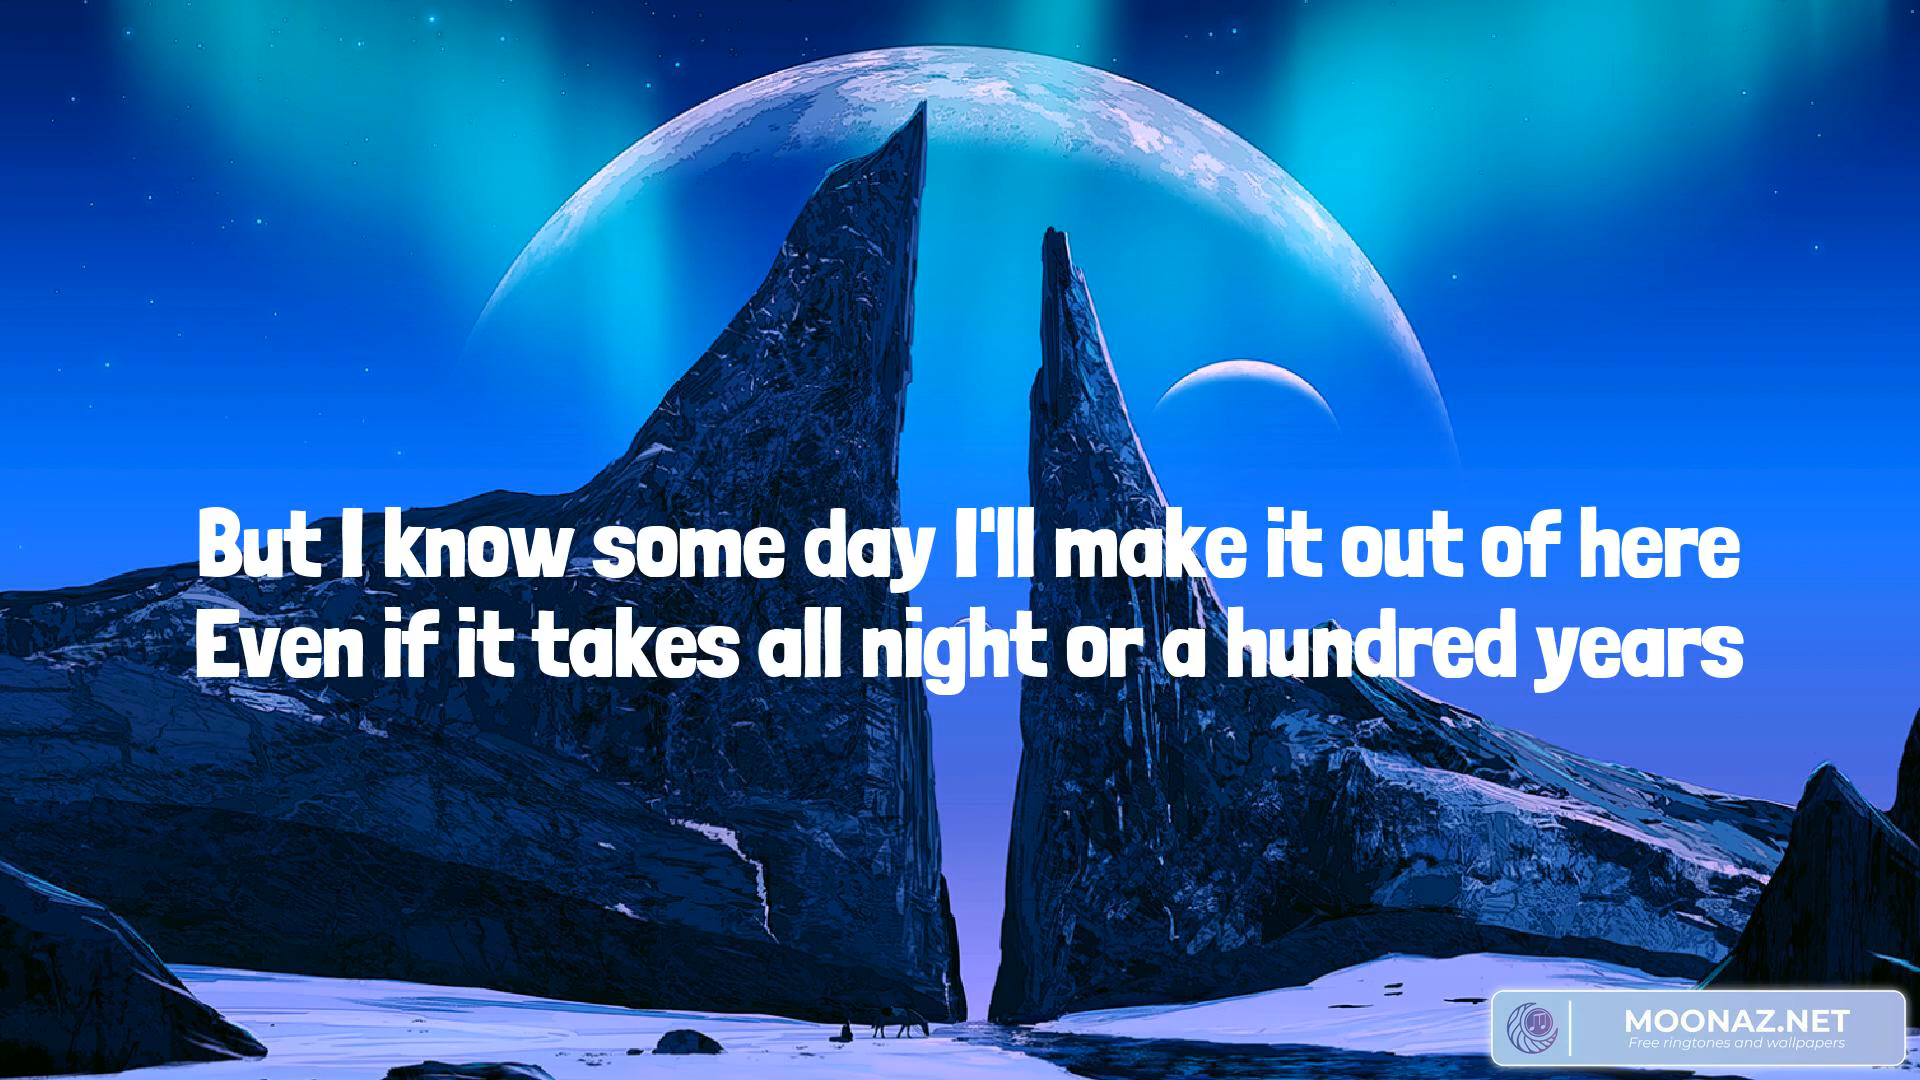 But I know some day I'll make it out of here
Even if it takes all night or a hundred years
MOONAZ.NET
Free ringtones and wallpapers